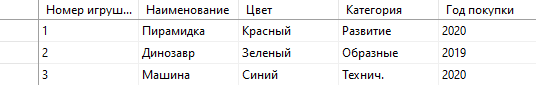 Номер игруш... Наименование Цвет Категория Год покупки
1 Пирамидка Красный Развитие 2020
2 Динозавр Зеленый Образные 2019
3 Машина Синий Технич. 2020